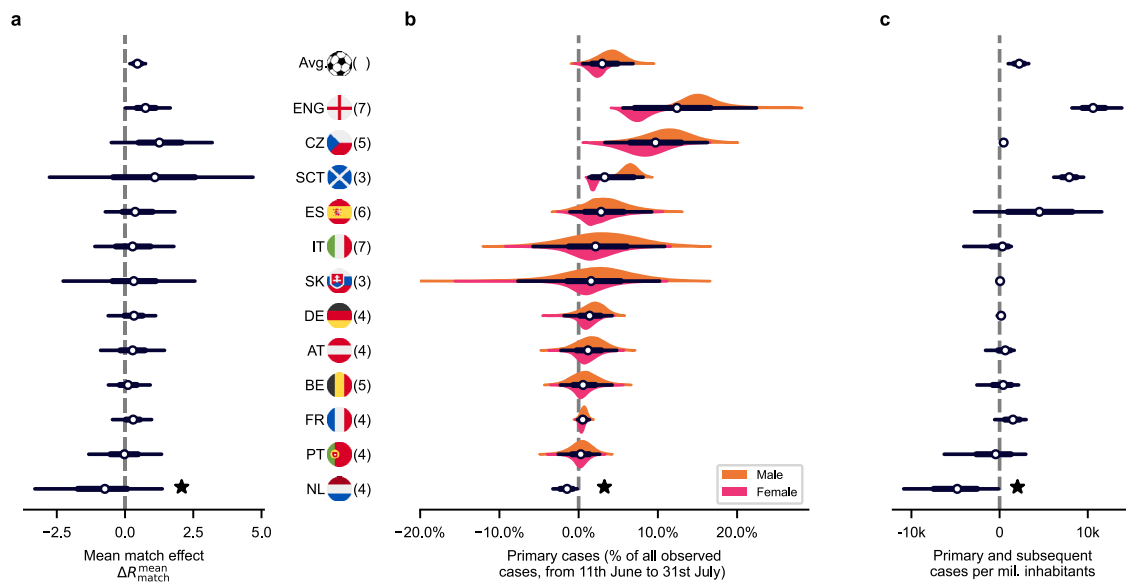 a
b
c
Avg. ( )
ENG (7)
CZ (5)
SCT (3)
ES (6)
IT (7)
SK (3)
DE (4)
AT (4)
BE (5)
FR (4)
PT (4)
NL (4)
Male
Female
−2.5 0.0 2.5 5.0
Mean match effect
ΔR^mean_match
−20.0% −10.0% 0.0% 10.0% 20.0%
Primary cases (% of all observed
cases, from 11th June to 31st July)
-10k 0 10k
Primary and subsequent
cases per mil. inhabitants